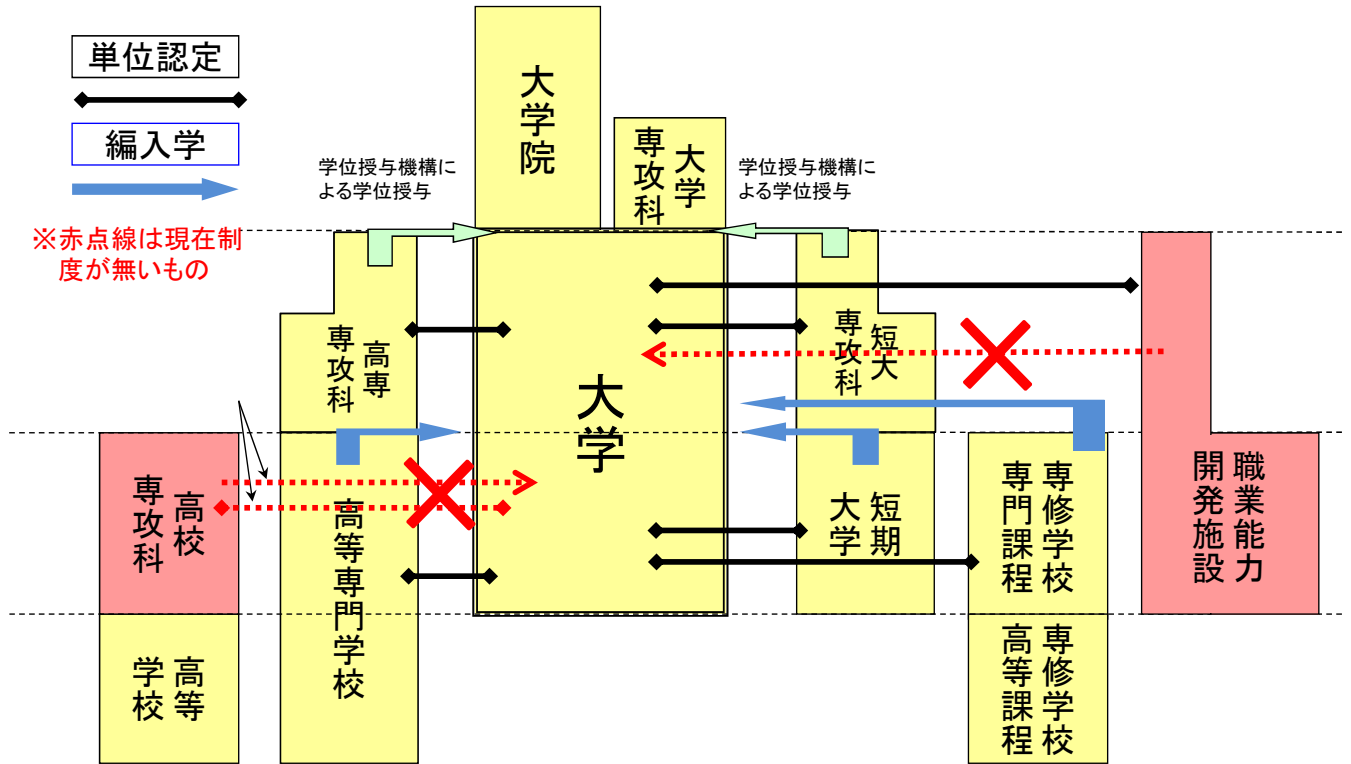 単位認定
編入学
※赤点線は現在制
度が無いもの
学位授与機構に
よる学位授与
大学院
大学
専攻科
学位授与機構に
よる学位授与
高専
専攻科
大学
短大
専攻科
高校
専攻科
高等
学校
高等専門学校
短期
大学
専修学校
専門課程
専修学校
高等課程
職業能力
開発施設